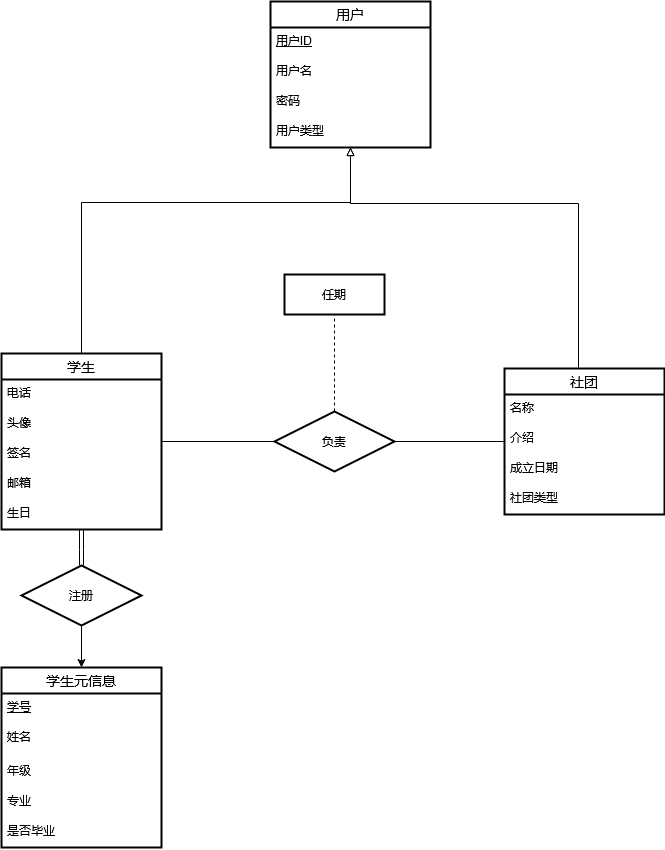 用户
用户ID
用户名
密码
用户类型
任期
学生
电话
头像
签名
邮箱
生日
负责
社团
名称
介绍
成立日期
社团类型
注册
学生元信息
学号
姓名
年级
专业
是否毕业